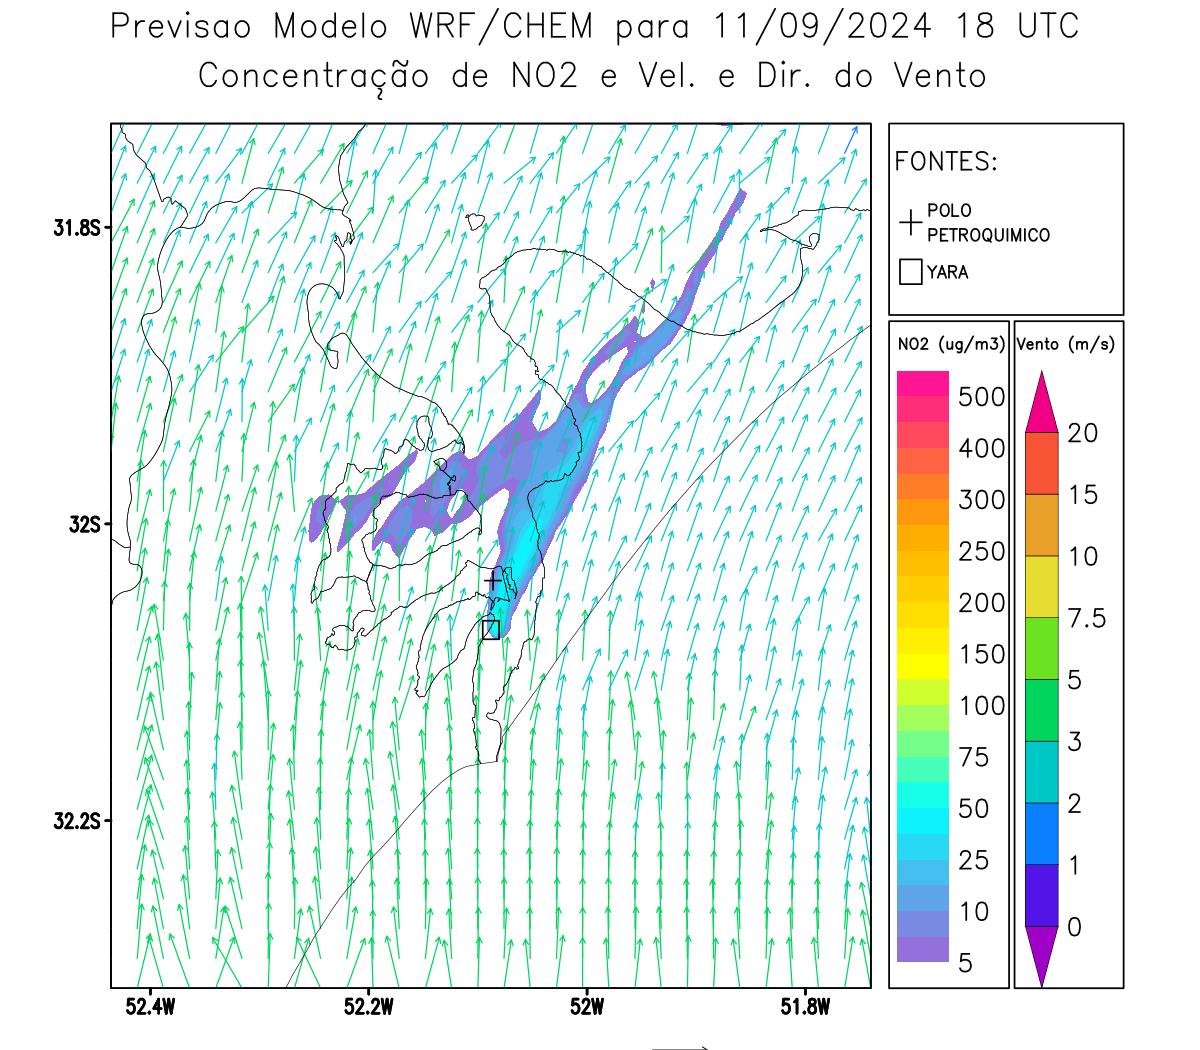 Previsao Modelo WRF/CHEM para 11/09/2024 18 UTC
Concentração de NO2 e Vel. e Dir. do Vento
FONTES:
POLO
PETROQUIMICO
YARA
31.8S
32S
32.2S
52.4W
52.2W
52W
51.8W
NO2 (ug/m3)
500
400
300
250
200
150
100
75
50
25
10
5
Vento (m/s)
20
15
10
7.5
5
3
2
1
0